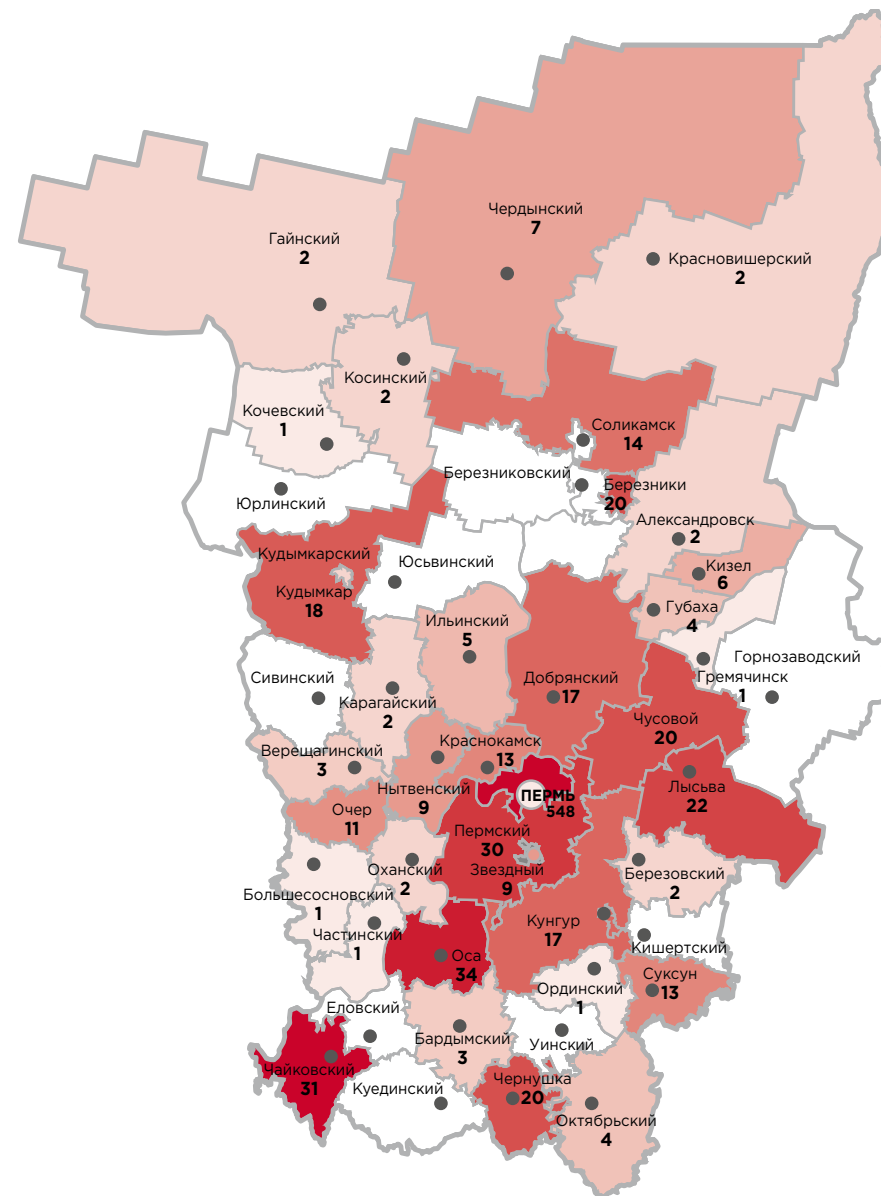 Чердынский
7
Гайнский
2
Красновишерский
2
Косинский
2
Кочевский
1
Соликамск
14
Березниковский
Березники
20
Юрлинский
Александровск
2
Кудымкарский
Юсьвинский
Кизел
6
Кудымкар
18
Губаха
4
Ильинский
5
Горнозаводский
Гремячинск
1
Сивинский
Добрянский
17
Карагайский
2
Чусовой
20
Краснокамск
13
Верещагинский
3
Лысьва
22
Нытвенский
9
ПЕРМЬ
548
Очер
11
Пермский
30
Оханский
2
Звездный
9
Березовский
2
Большесосновский
1
Частинский
1
Кунгур
17
Кишертский
Оса
34
Суксун
13
Ординский
1
Еловский
Бардымский
3
Уинский
Чайковский
31
Куединский
Чернушка
20
Октябрьский
4